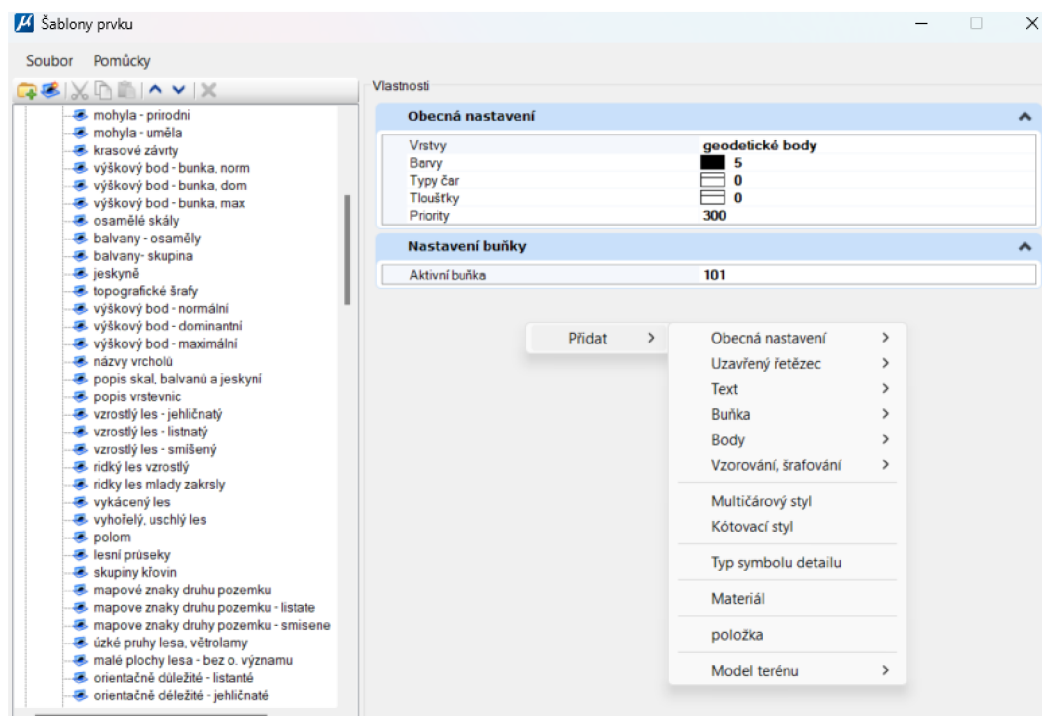 Šablony prvku
Soubor Pomůcky
mohyla - prirodni
mohyla - uměla
krasové závrty
výškový bod - bunka, norm
výškový bod - bunka, dom
výškový bod - bunka, max
osamělé skály
balvany - osaměly
balvany- skupina
jeskyně
topografické šrafy
výškový bod - normální
výškový bod - dominantní
výškový bod - maximální
názvy vrcholů
popis skal, balvanů a jeskyní
popis vrstevnic
vzrostlý les - jehličnatý
vzrostlý les - listnatý
vzrostlý les - smíšený
ridký les vzrostlý
ridky les mlady zakrsly
vykácený les
vyhořelý, uschlý les
polom
lesní průseky
skupiny křovin
mapové znaky druhu pozemku
mapove znaky druhu pozemku - listate
mapove znaky druhy pozemku - smisene
úzké pruhy lesa, větrolamy
malé plochy lesa - bez o. významu
orientačně důležité - listanté
orientačně déležité - jehličnaté
Vlastnosti
Obecná nastavení
Vrstvy geodetické body
Barvy 5
Typy čar 0
Tloušťky 0
Priority 300
Nastavení buňky
Aktivní buňka 101
Přidat
Obecná nastavení
Uzavřený řetězec
Text
Buňka
Body
Vzorování, šrafování
Multičárový styl
Kótovací styl
Typ symbolu detailu
Materiál
položka
Model terénu